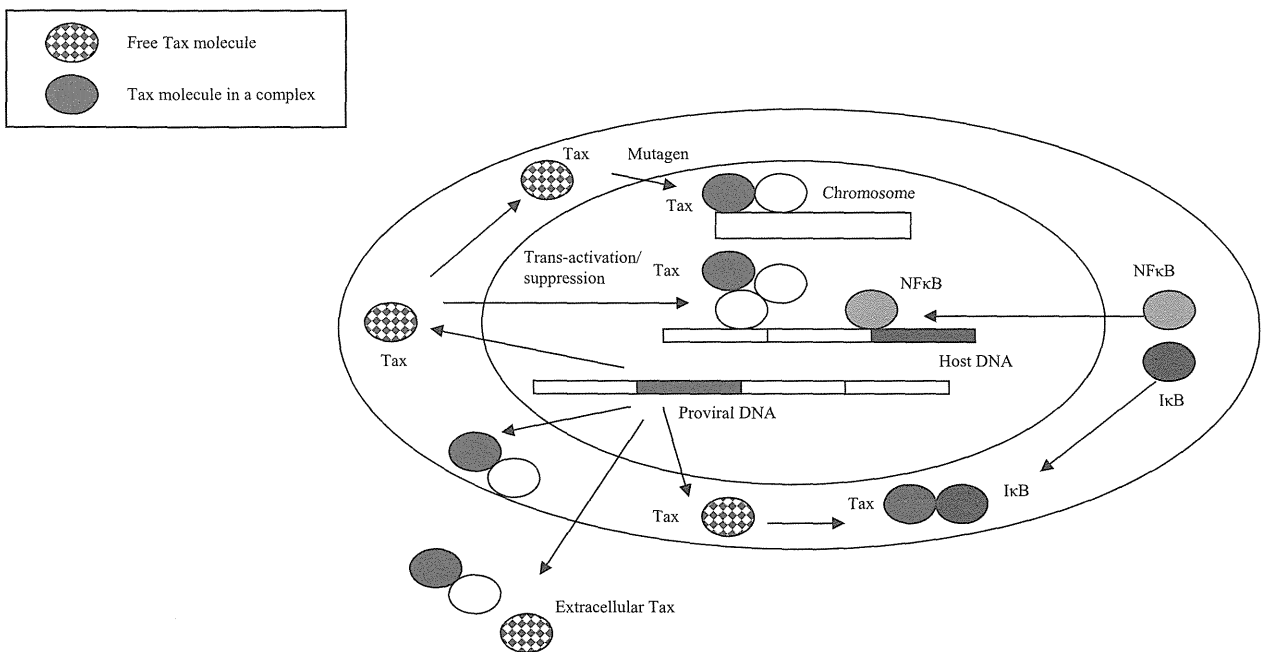 Free Tax molecule
Tax molecule in a complex
Tax
Mutagen
Tax
Chromosome
Trans-activation/
suppression
Tax
NFκB
NFκB
Tax
Host DNA
IκB
Proviral DNA
Tax
Tax
IκB
Extracellular Tax